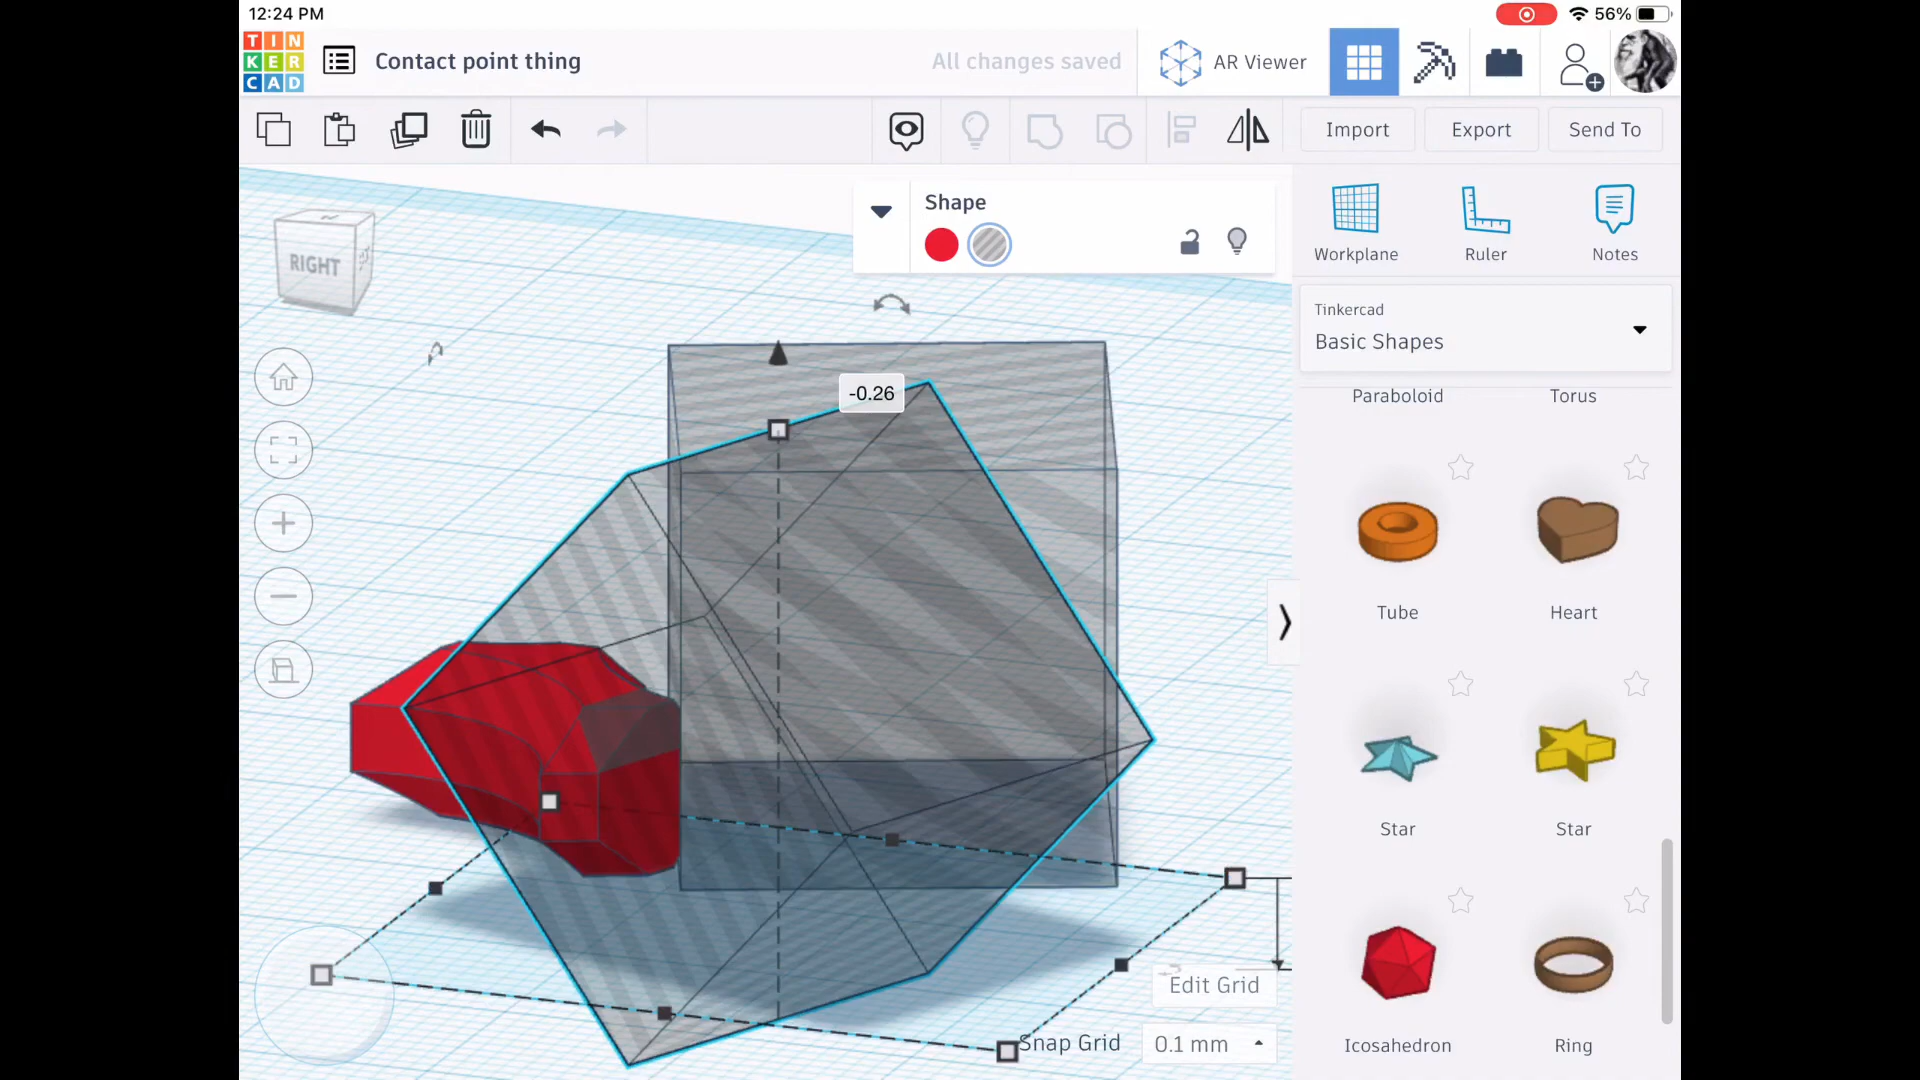 12:24 PM
56%
TIN
KER
CAD
Contact point thing
All changes saved
AR Viewer
Import
Export
Send To
Shape
Workplane
Ruler
Notes
RIGHT
Tinkercad
Basic Shapes
-0.26
Paraboloid
Torus
Tube
Heart
Star
Star
Edit Grid
Snap Grid
0.1 mm
Icosahedron
Ring